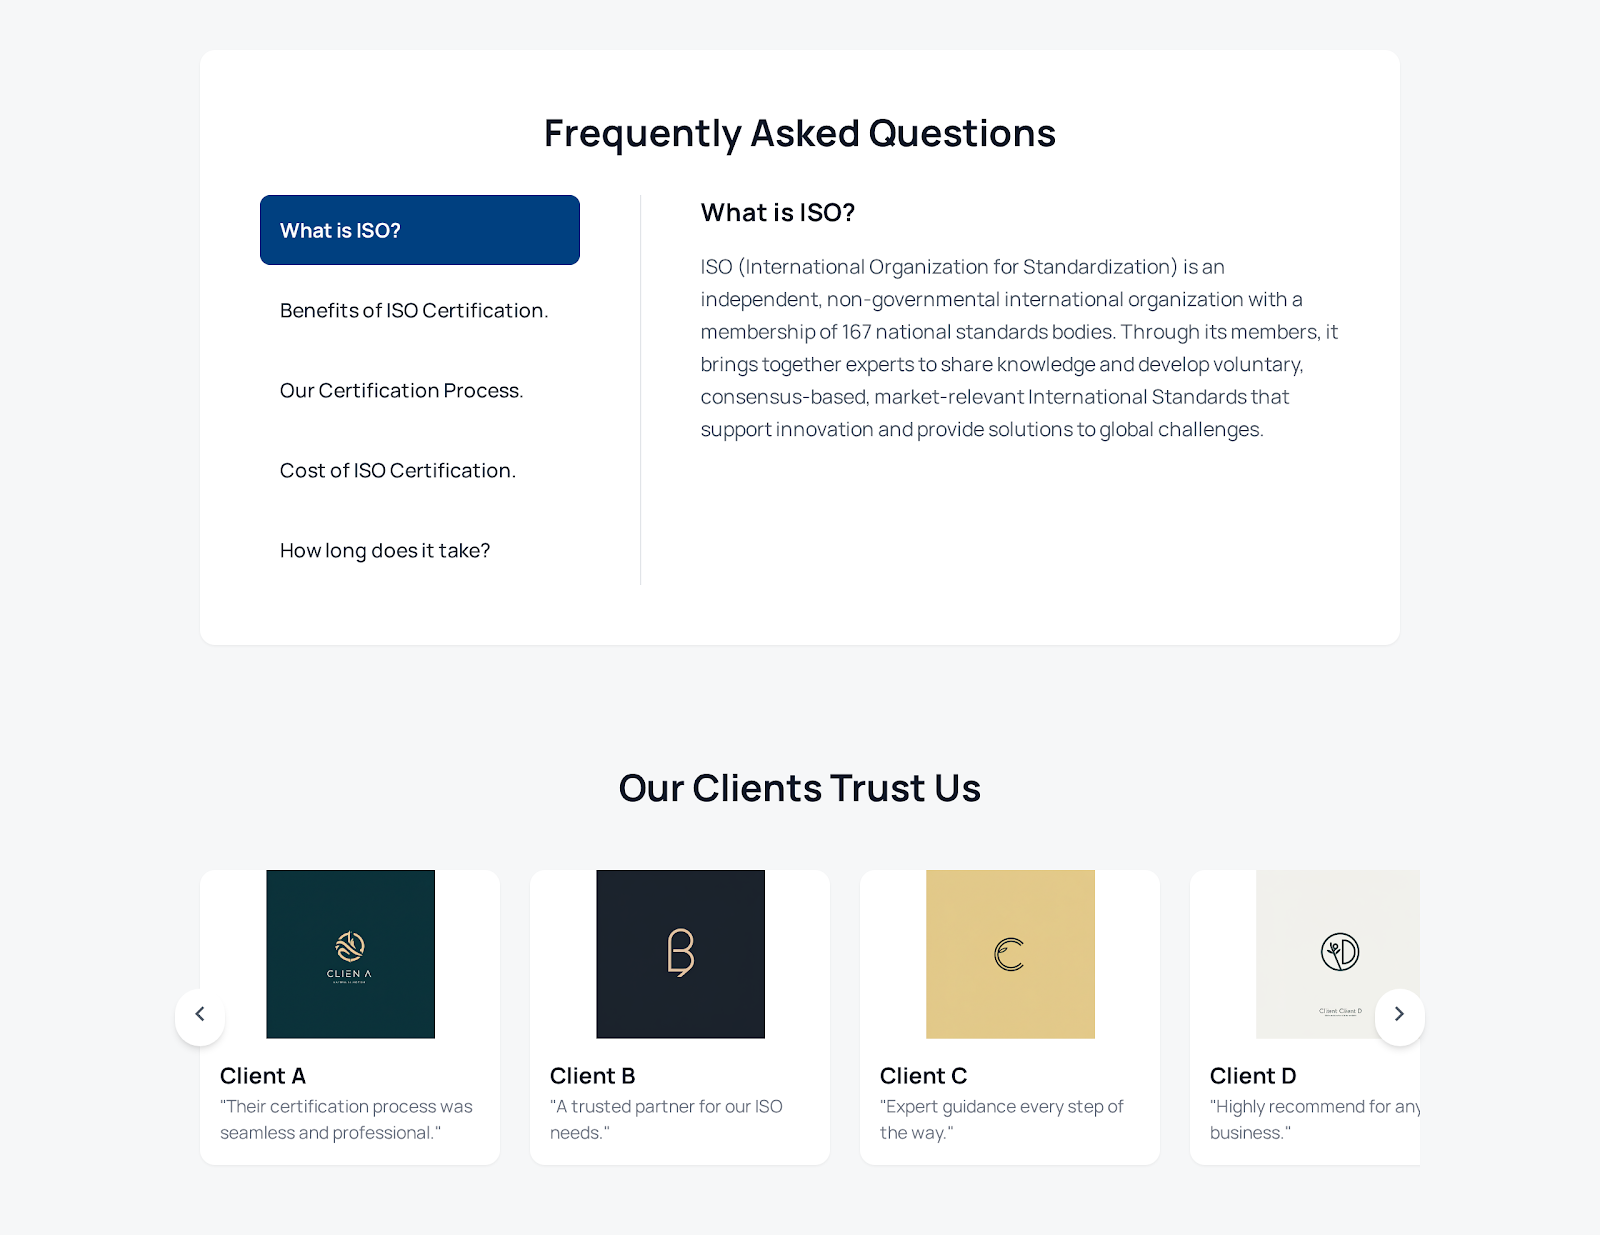 Frequently Asked Questions
What is ISO?
Benefits of ISO Certification.
Our Certification Process.
Cost of ISO Certification.
How long does it take?
What is ISO?
ISO (International Organization for Standardization) is an
independent, non-governmental international organization with a
membership of 167 national standards bodies. Through its members, it
brings together experts to share knowledge and develop voluntary,
consensus-based, market-relevant International Standards that
support innovation and provide solutions to global challenges.
Our Clients Trust Us
CLIEN A
Client A
"Their certification process was
seamless and professional."
B
Client B
"A trusted partner for our ISO
needs."
C
Client C
"Expert guidance every step of
the way."
D
Client Client D
Client D
"Highly recommend for any
business."